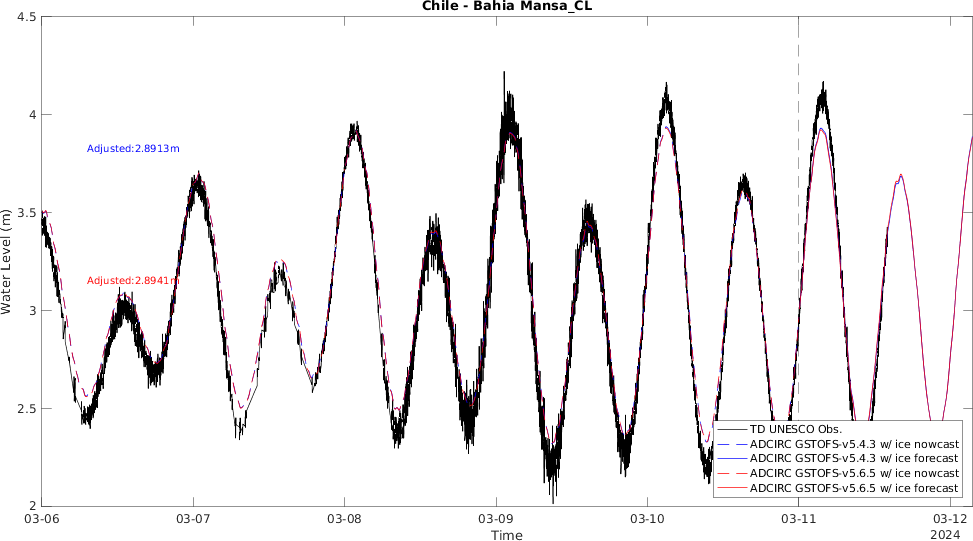 Chile - Bahia Mansa_CL
Water Level (m)
4.5
4
3.5
3
2.5
2
Adjusted:2.8913m
Adjusted:2.8941m
TD UNESCO Obs.
ADCIRC GSTOFS-v5.4.3 w/ ice nowcast
ADCIRC GSTOFS-v5.4.3 w/ ice forecast
ADCIRC GSTOFS-v5.6.5 w/ ice nowcast
ADCIRC GSTOFS-v5.6.5 w/ ice forecast
03-06 03-07 03-08 03-09 03-10 03-11 03-12
Time
2024